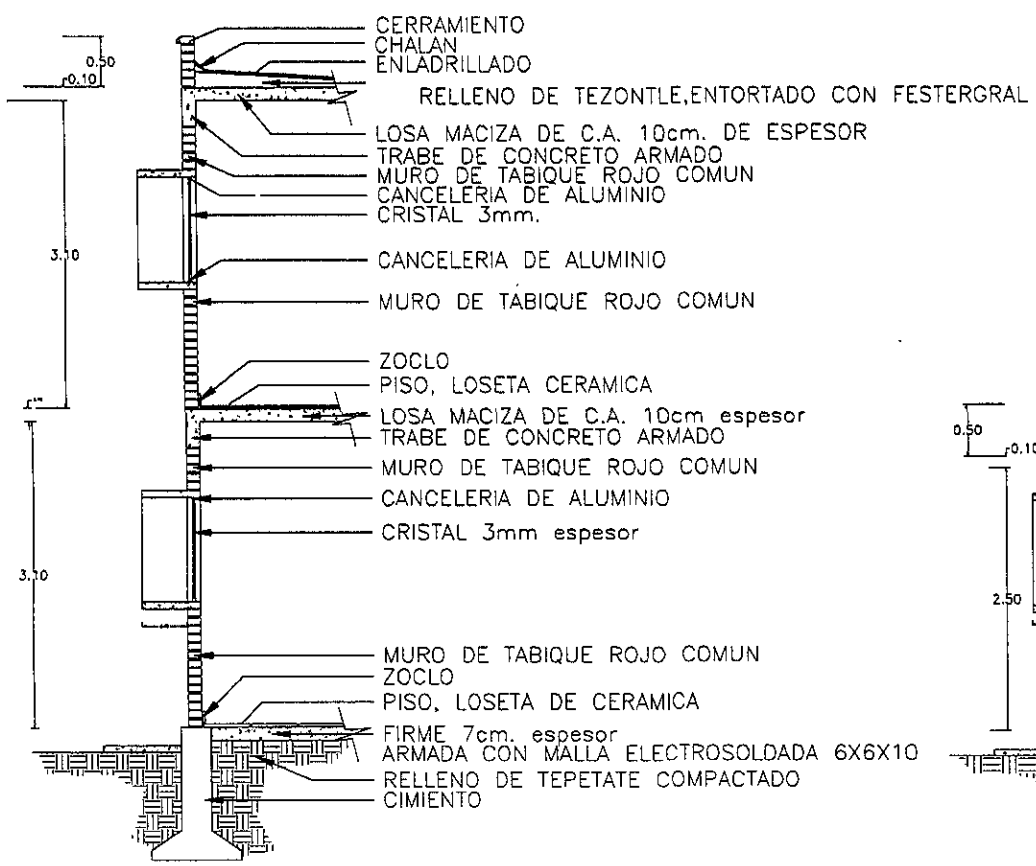 CERRAMIENTO
CHALAN
ENLADRILLADO
0.50
-0.10
RELLENO DE TEZONTLE,ENTORTADO CON FESTERGRAL
LOSA MACIZA DE C.A. 10cm. DE ESPESOR
TRABE DE CONCRETO ARMADO
MURO DE TABIQUE ROJO COMUN
CANCELERIA DE ALUMINIO
CRISTAL 3mm.
3.10
CANCELERIA DE ALUMINIO
MURO DE TABIQUE ROJO COMUN
ZOCLO
PISO, LOSETA CERAMICA
LOSA MACIZA DE C.A. 10cm espesor
TRABE DE CONCRETO ARMADO
0.50
-0.10
MURO DE TABIQUE ROJO COMUN
CANCELERIA DE ALUMINIO
CRISTAL 3mm espesor
3.10
2.50
MURO DE TABIQUE ROJO COMUN
ZOCLO
PISO, LOSETA DE CERAMICA
FIRME 7cm. espesor
ARMADA CON MALLA ELECTROSOLDADA 6X6X10
RELLENO DE TEPETATE COMPACTADO
CIMIENTO